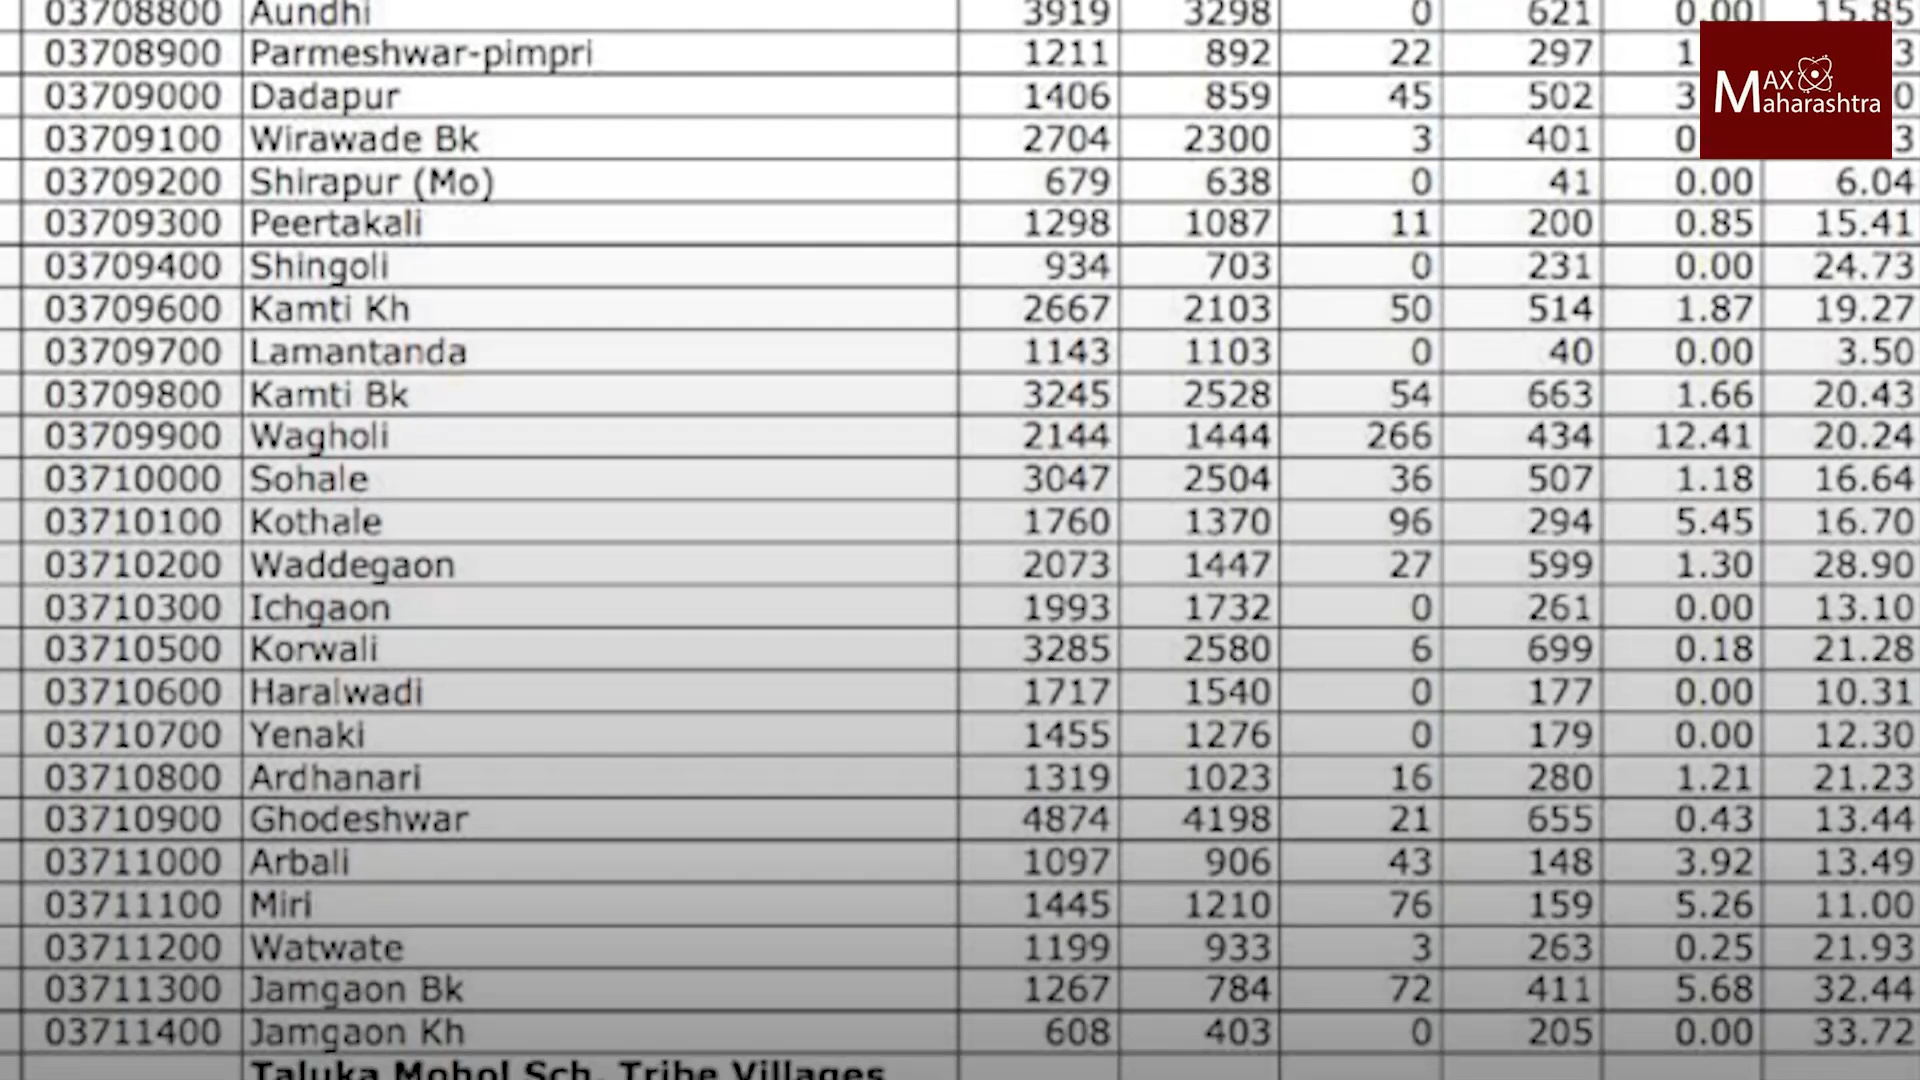 03708800 Aundhi 3919 3298 0 621 0.00 15.85
03708900 Parmeshwar-pimpri 1211 892 22 297 1 3
03709000 Dadapur 1406 859 45 502 3 0
03709100 Wirawade Bk 2704 2300 3 401 0 3
MAX Maharashtra
03709200 Shirapur (Mo) 679 638 0 41 0.00 6.04
03709300 Peertakali 1298 1087 11 200 0.85 15.41
03709400 Shingoli 934 703 0 231 0.00 24.73
03709600 Kamti Kh 2667 2103 50 514 1.87 19.27
03709700 Lamantanda 1143 1103 0 40 0.00 3.50
03709800 Kamti Bk 3245 2528 54 663 1.66 20.43
03709900 Wagholi 2144 1444 266 434 12.41 20.24
03710000 Sohale 3047 2504 36 507 1.18 16.64
03710100 Kothale 1760 1370 96 294 5.45 16.70
03710200 Waddegaon 2073 1447 27 599 1.30 28.90
03710300 Ichgaon 1993 1732 0 261 0.00 13.10
03710500 Korwali 3285 2580 6 699 0.18 21.28
03710600 Haralwadi 1717 1540 0 177 0.00 10.31
03710700 Yenaki 1455 1276 0 179 0.00 12.30
03710800 Ardhanari 1319 1023 16 280 1.21 21.23
03710900 Ghodeshwar 4874 4198 21 655 0.43 13.44
03711000 Arbali 1097 906 43 148 3.92 13.49
03711100 Miri 1445 1210 76 159 5.26 11.00
03711200 Watwate 1199 933 3 263 0.25 21.93
03711300 Jamgaon Bk 1267 784 72 411 5.68 32.44
03711400 Jamgaon Kh 608 403 0 205 0.00 33.72
Taluka Mohol Sch. Tribe Villages